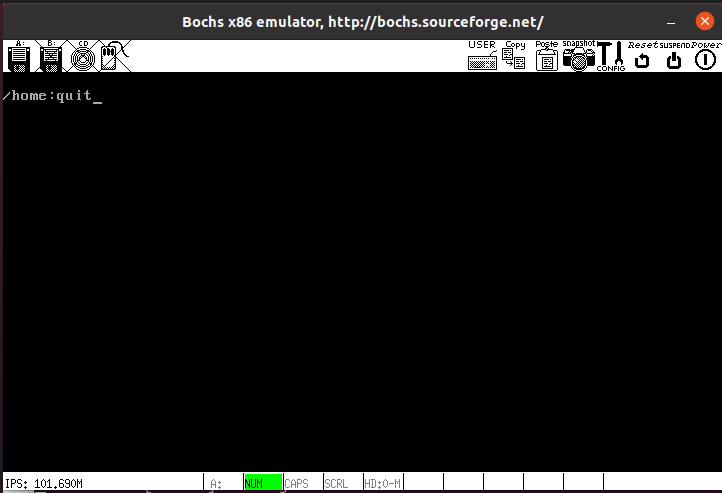 Bochs x86 emulator, http://bochs.sourceforge.net/
A: B: CD USER Copy Paste snapshot CONFIG Reset SUSPEND Power
/home:quit_
IPS: 101.690M A: NUM CAPS SCRL HD:0-M